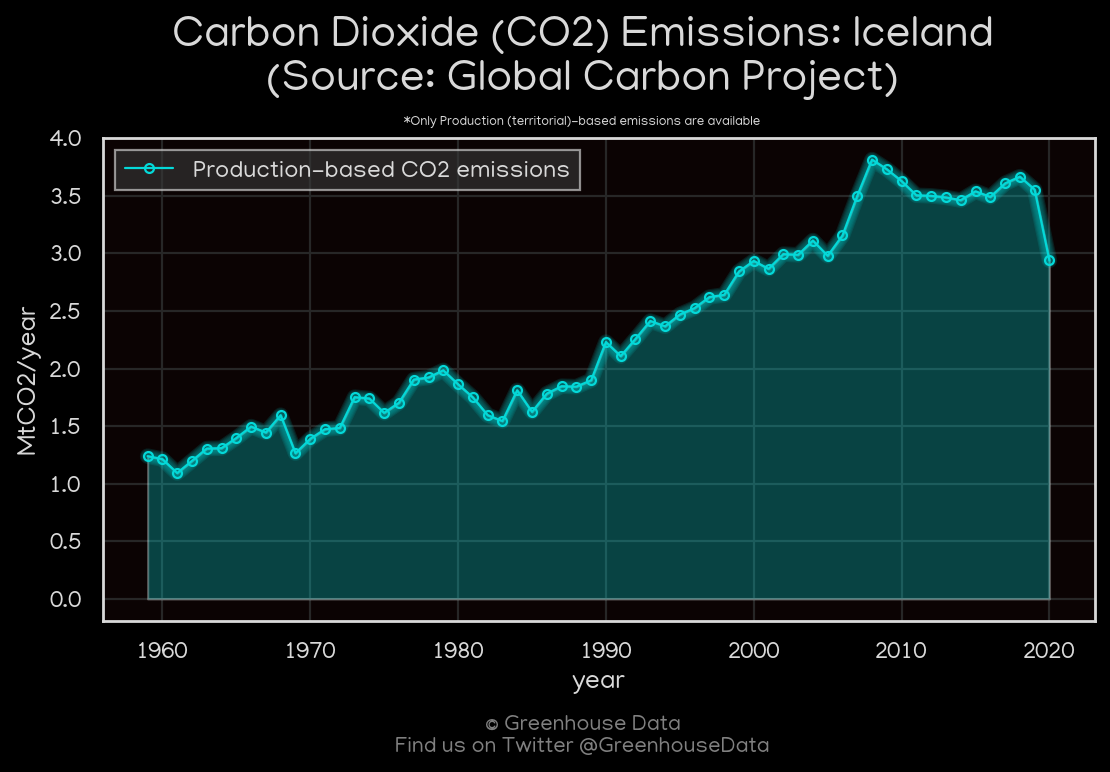 Carbon Dioxide (CO2) Emissions: Iceland
(Source: Global Carbon Project)
*Only Production (territorial)-based emissions are available
Production-based CO2 emissions
4.0
3.5
3.0
2.5
2.0
1.5
1.0
0.5
0.0
MtCO2/year
1960 1970 1980 1990 2000 2010 2020
year
© Greenhouse Data
Find us on Twitter @GreenhouseData